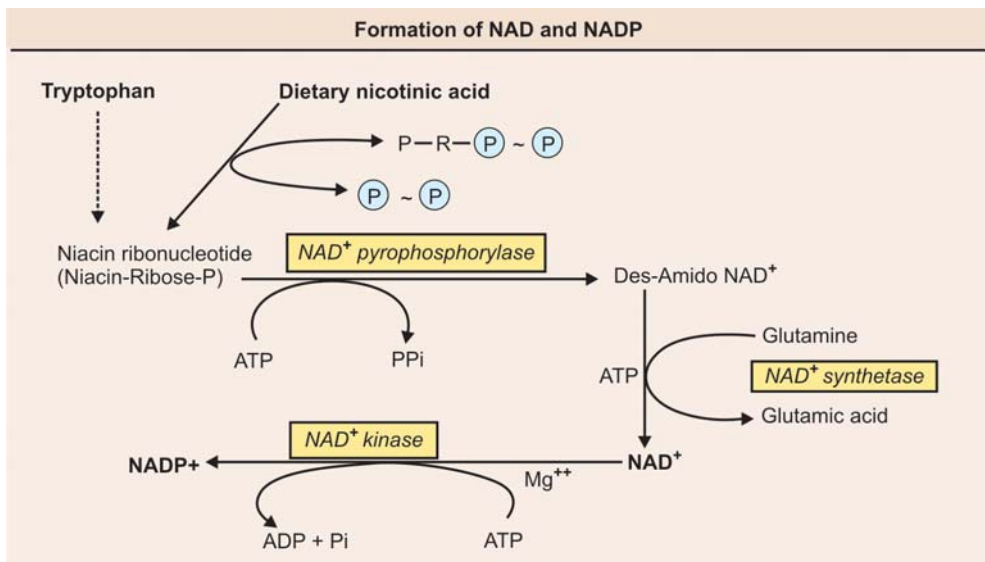 Formation of NAD and NADP
Tryptophan
Dietary nicotinic acid
P—R—P ~ P
P ~ P
Niacin ribonucleotide
(Niacin-Ribose-P)
NAD+ pyrophosphorylase
Des-Amido NAD+
ATP
PPi
Glutamine
ATP
NAD+ synthetase
Glutamic acid
NAD+ kinase
NADP+
Mg++
NAD+
ADP + Pi
ATP